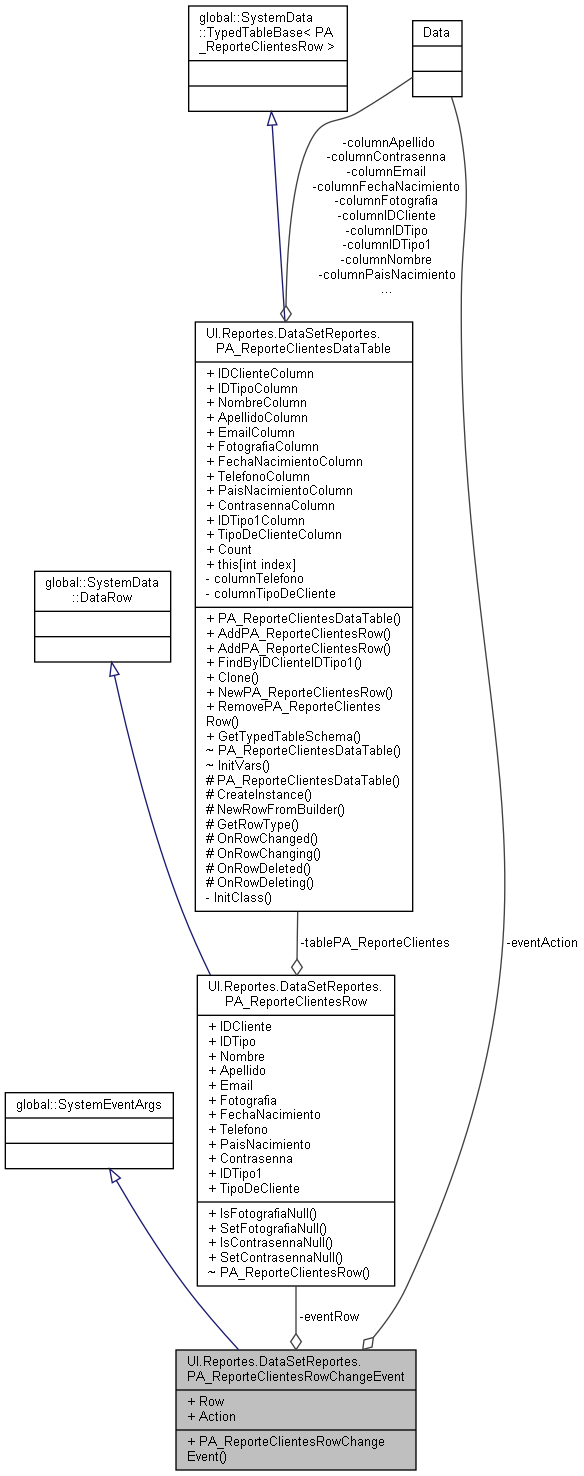 global::SystemData
::TypedTableBase< PA
_ReporteClientesRow >
Data
-columnApellido
-columnContrasenna
-columnEmail
-columnFechaNacimiento
-columnFotografia
-columnIDCliente
-columnIDTipo
-columnIDTipo1
-columnNombre
-columnPaisNacimiento
...
UI.Reportes.DataSetReportes.
PA_ReporteClientesDataTable
+ IDClienteColumn
+ IDTipoColumn
+ NombreColumn
+ ApellidoColumn
+ EmailColumn
+ FotografiaColumn
+ FechaNacimientoColumn
+ TelefonoColumn
+ PaisNacimientoColumn
+ ContrasennaColumn
+ IDTipo1Column
+ TipoDeClienteColumn
+ Count
+ this[int index]
- columnTelefono
- columnTipoDeCliente
+ PA_ReporteClientesDataTable()
+ AddPA_ReporteClientesRow()
+ AddPA_ReporteClientesRow()
+ FindByIDClienteIDTipo1()
+ Clone()
+ NewPA_ReporteClientesRow()
+ RemovePA_ReporteClientes
Row()
+ GetTypedTableSchema()
~ PA_ReporteClientesDataTable()
~ InitVars()
# PA_ReporteClientesDataTable()
# CreateInstance()
# NewRowFromBuilder()
# GetRowType()
# OnRowChanged()
# OnRowChanging()
# OnRowDeleted()
# OnRowDeleting()
- InitClass()
global::SystemData
::DataRow
-tablePA_ReporteClientes
-eventAction
UI.Reportes.DataSetReportes.
PA_ReporteClientesRow
+ IDCliente
+ IDTipo
+ Nombre
+ Apellido
+ Email
+ Fotografia
+ FechaNacimiento
+ Telefono
+ PaisNacimiento
+ Contrasenna
+ IDTipo1
+ TipoDeCliente
+ IsFotografiaNull()
+ SetFotografiaNull()
+ IsContrasennaNull()
+ SetContrasennaNull()
~ PA_ReporteClientesRow()
global::SystemEventArgs
-eventRow
UI.Reportes.DataSetReportes.
PA_ReporteClientesRowChangeEvent
+ Row
+ Action
+ PA_ReporteClientesRowChange
Event()